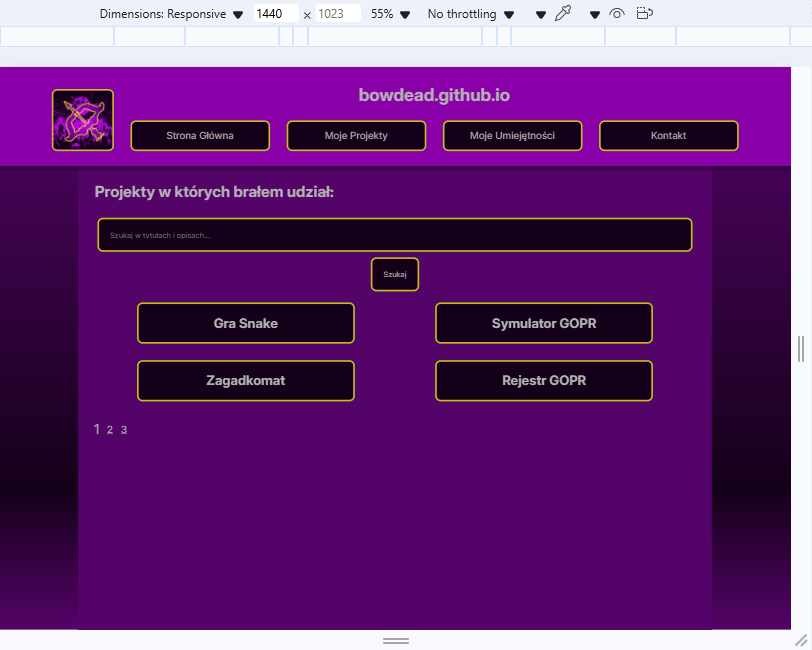 Dimensions: Responsive 1440 × 1023 55% No throttling
bowdead.github.io
Strona Główna Moje Projekty Moje Umiejętności Kontakt
Projekty w których brałem udział:
Szukaj w tytułach i opisach...
Szukaj
Gra Snake Symulator GOPR
Zagadkomat Rejestr GOPR
1 2 3